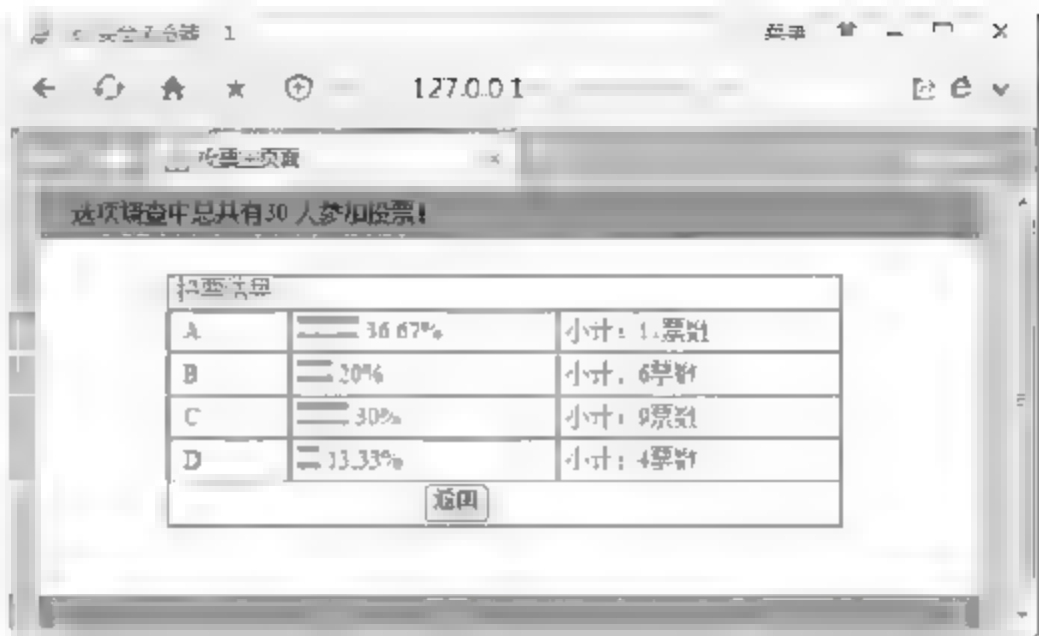 菜单
127.0.0.1
投票主页面
选项调查中总共有30 人参加投票!
投票结果
A 36.67% 小计：11票数
B 20% 小计：6票数
C 30% 小计：9票数
D 13.33% 小计：4票数
返回